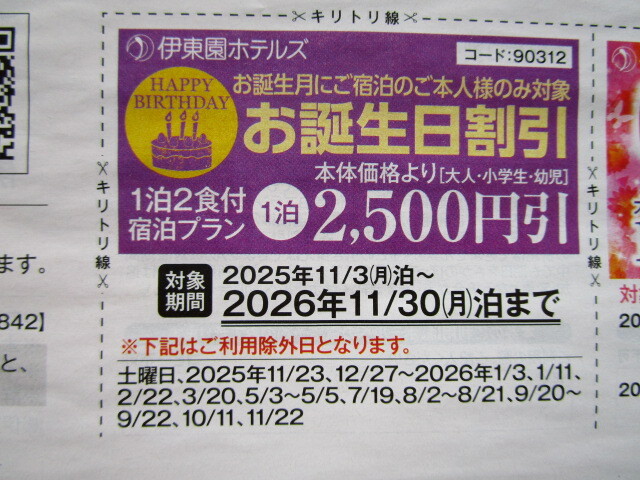 キリトリ線
伊東園ホテルズ
コード:90312
HAPPY
BIRTHDAY
お誕生月にご宿泊のご本人様のみ対象
お誕生日割引
本体価格より[大人・小学生・幼児]
1泊2食付
宿泊プラン
1泊
2,500円引
キリトリ線
キリトリ線
対象
期間
2025年11/3(月)泊～
2026年11/30(月)泊まで
※下記はご利用除外日となります。
土曜日、2025年11/23、12/27～2026年1/3、1/11、
2/22、3/20、5/3～5/5、7/19、8/2～8/21、9/20～
9/22、10/11、11/22
ます。
842】
と、
対
20
20